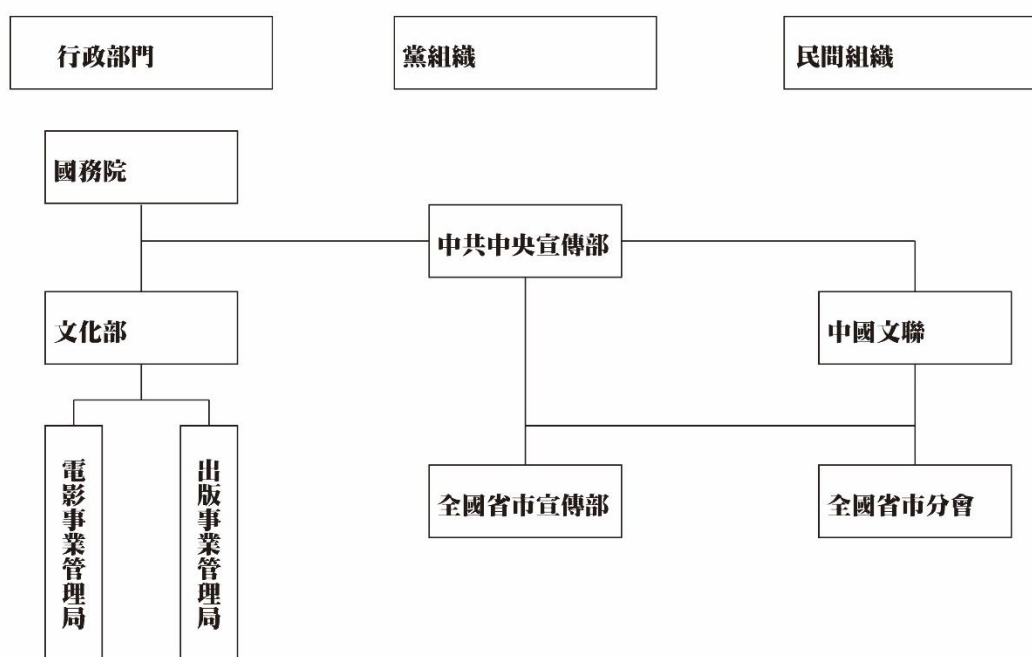 行政部門
黨組織
民間組織
國務院
中共中央宣傳部
文化部
中國文聯
電影事業管理局
出版事業管理局
全國省市宣傳部
全國省市分會